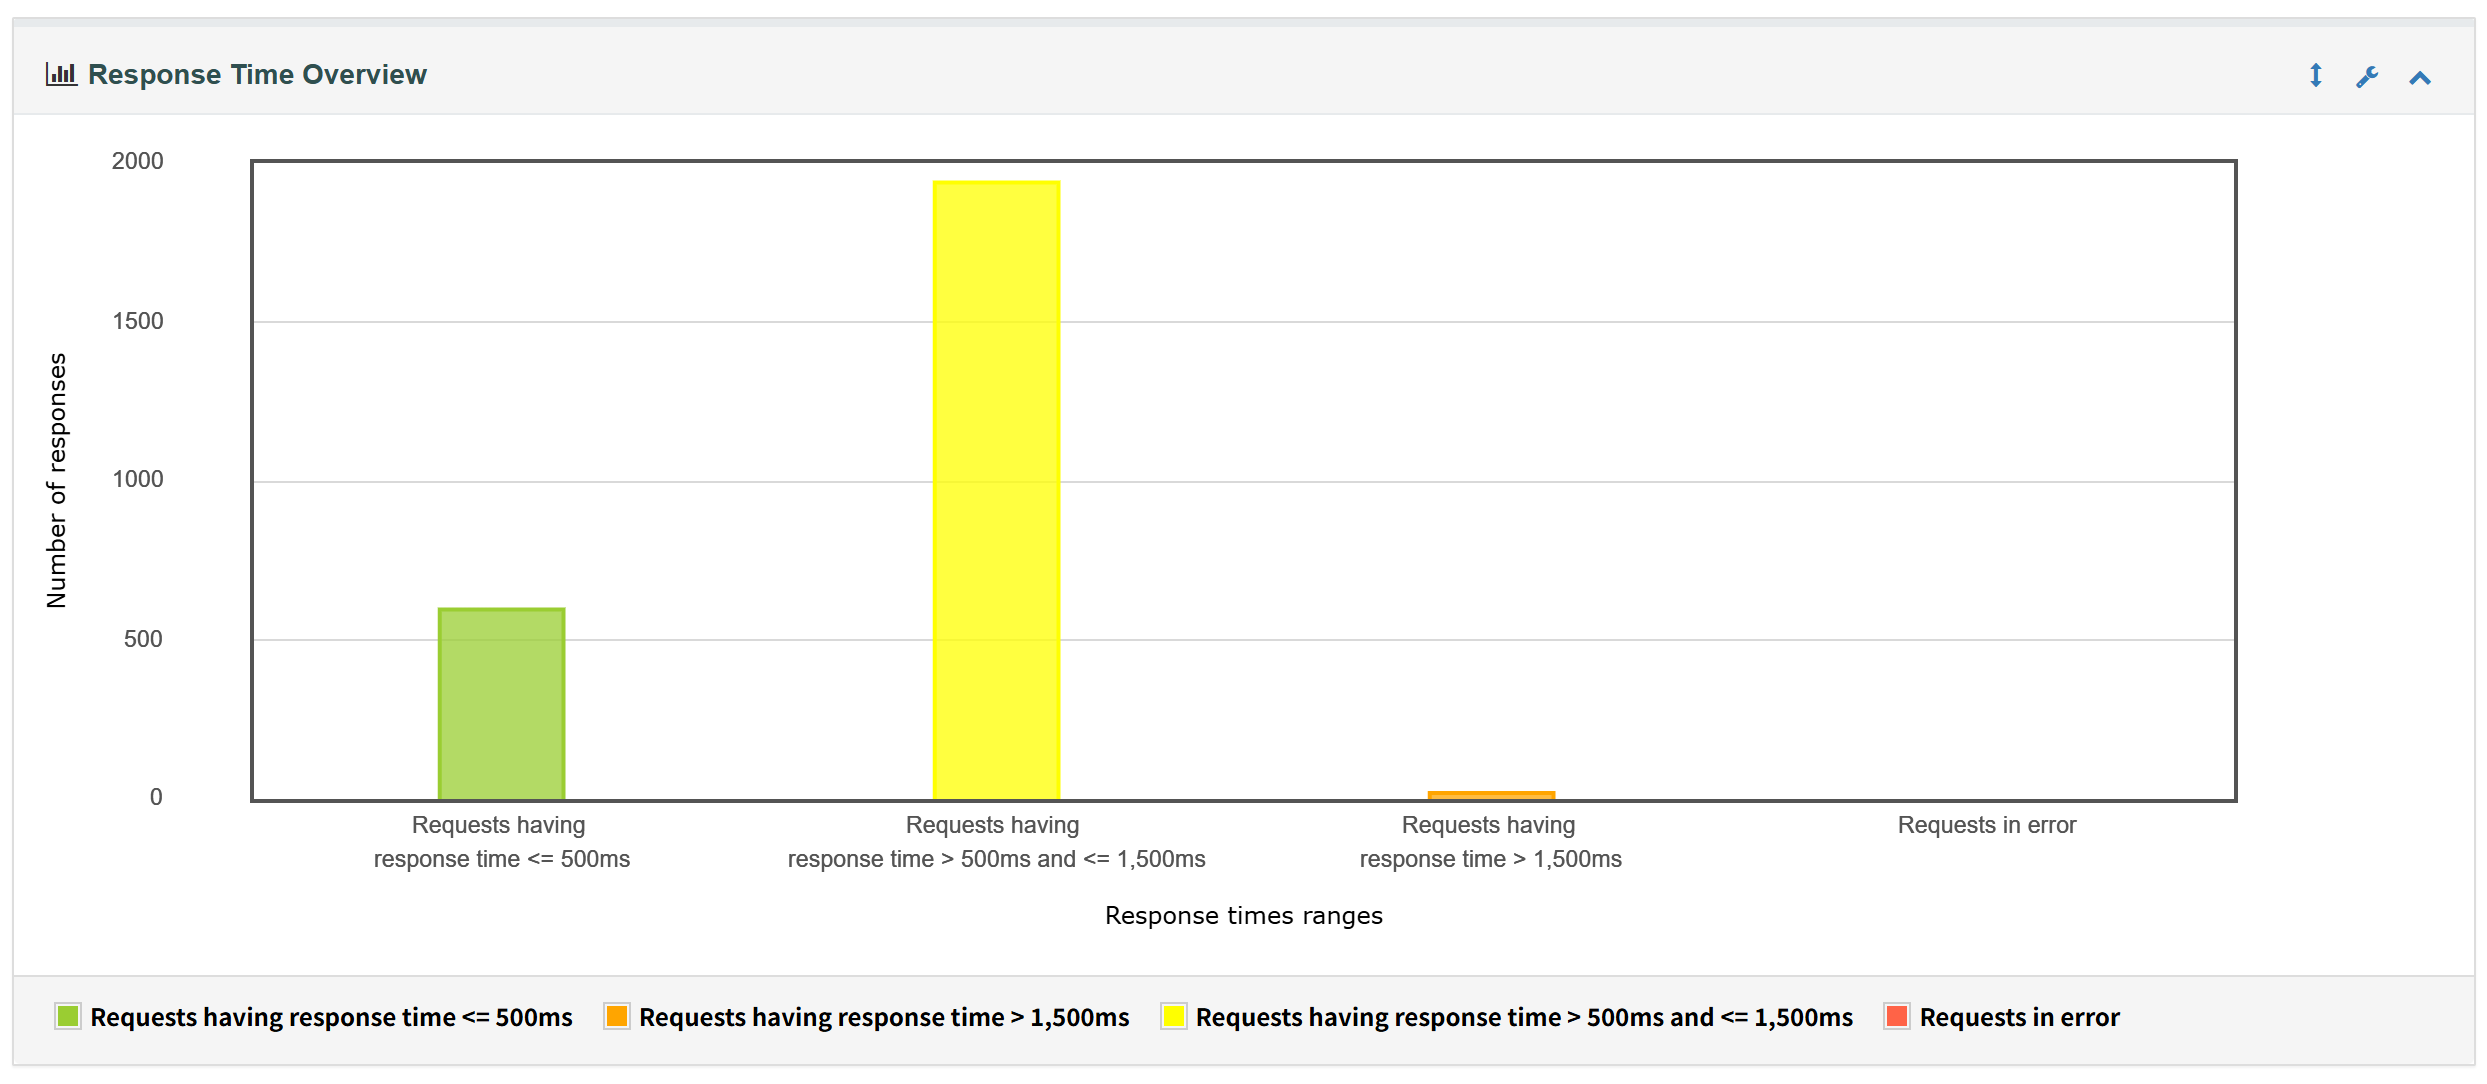 Response Time Overview
2000
1500
1000
500
0
Number of responses
Requests having
response time <= 500ms
Requests having
response time > 500ms and <= 1,500ms
Requests having
response time > 1,500ms
Requests in error
Response times ranges
Requests having response time <= 500ms
Requests having response time > 1,500ms
Requests having response time > 500ms and <= 1,500ms
Requests in error